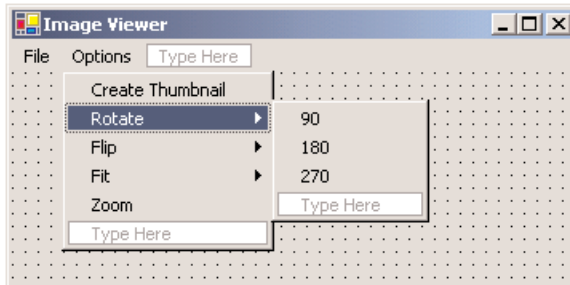 Image Viewer
File Options Type Here
Create Thumbnail
Rotate
Flip
Fit
Zoom
Type Here
90
180
270
Type Here